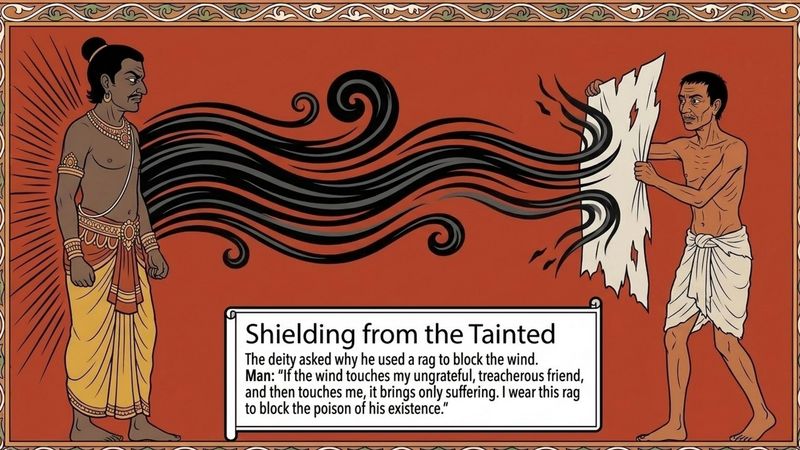 Shielding from the Tainted
The deity asked why he used a rag to block the wind.
Man: “If the wind touches my ungrateful, treacherous friend,
and then touches me, it brings only suffering. I wear this rag
to block the poison of his existence.”